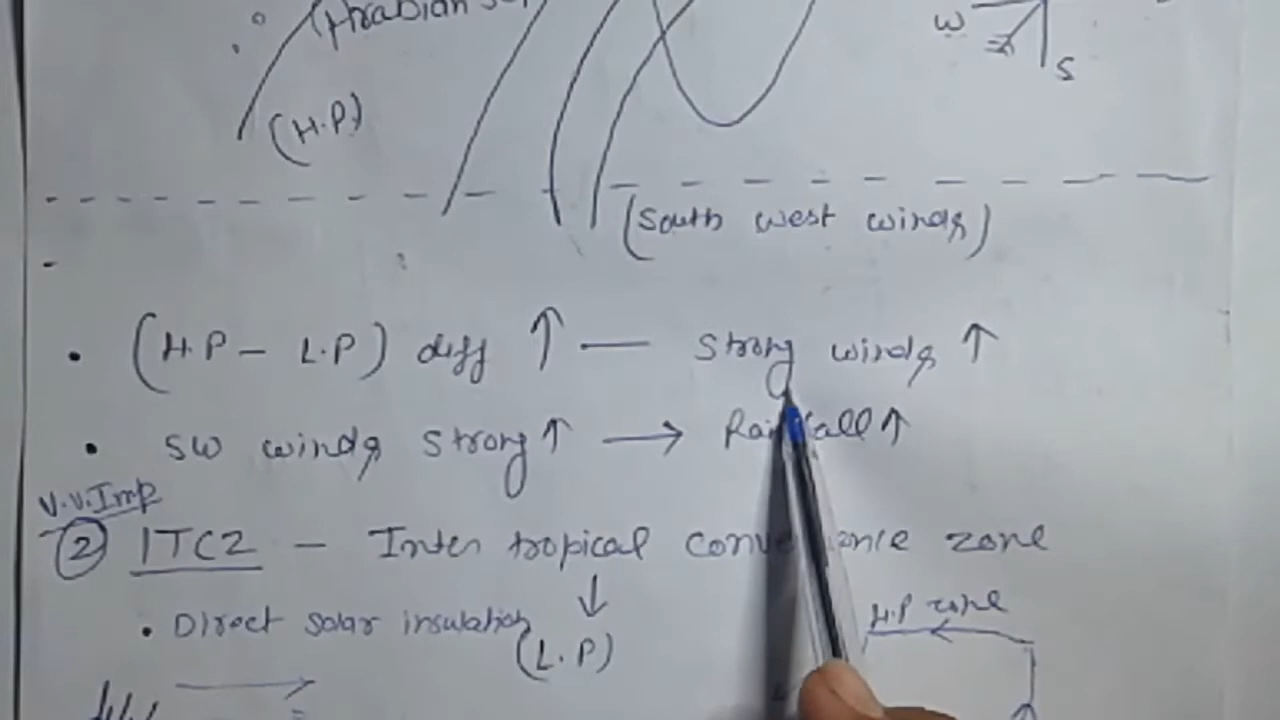 (Arabian
W
S
(H.P)
(South west winds)
• (H.P - L.P) diff ↑ — Strong winds ↑
• SW winds Strong ↑ → Rainfall ↑
V.V.Imp
② ITCZ - Inter tropical zone
↓
• Direct solar insulation
(L.P)
H.P zone